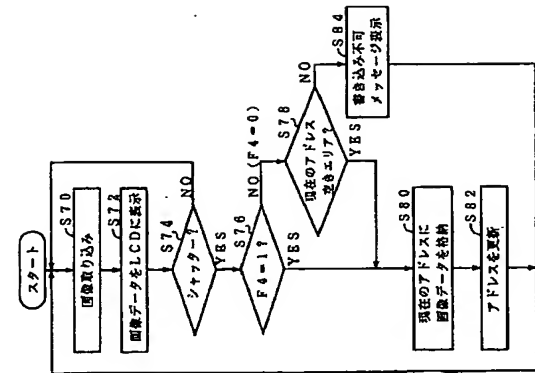 スタート
S70
画像取り込み
S72
画像データをLCDに表示
S74
シャッター?
NO
YES
S76
F4=1?
NO(F4=0)
YES
S78
現在のアドレス
空きエリア?
NO
YES
S84
書き込み不可
メッセージ表示
S80
現在のアドレスに
画像データを格納
S82
アドレスを更新